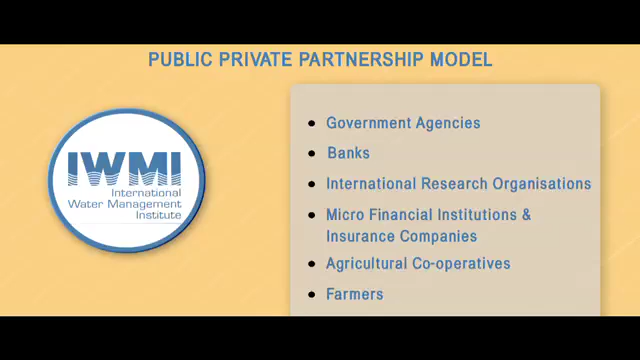 PUBLIC PRIVATE PARTNERSHIP MODEL
IWMI
International
Water Management
Institute
• Government Agencies
• Banks
• International Research Organisations
• Micro Financial Institutions &
Insurance Companies
• Agricultural Co-operatives
• Farmers